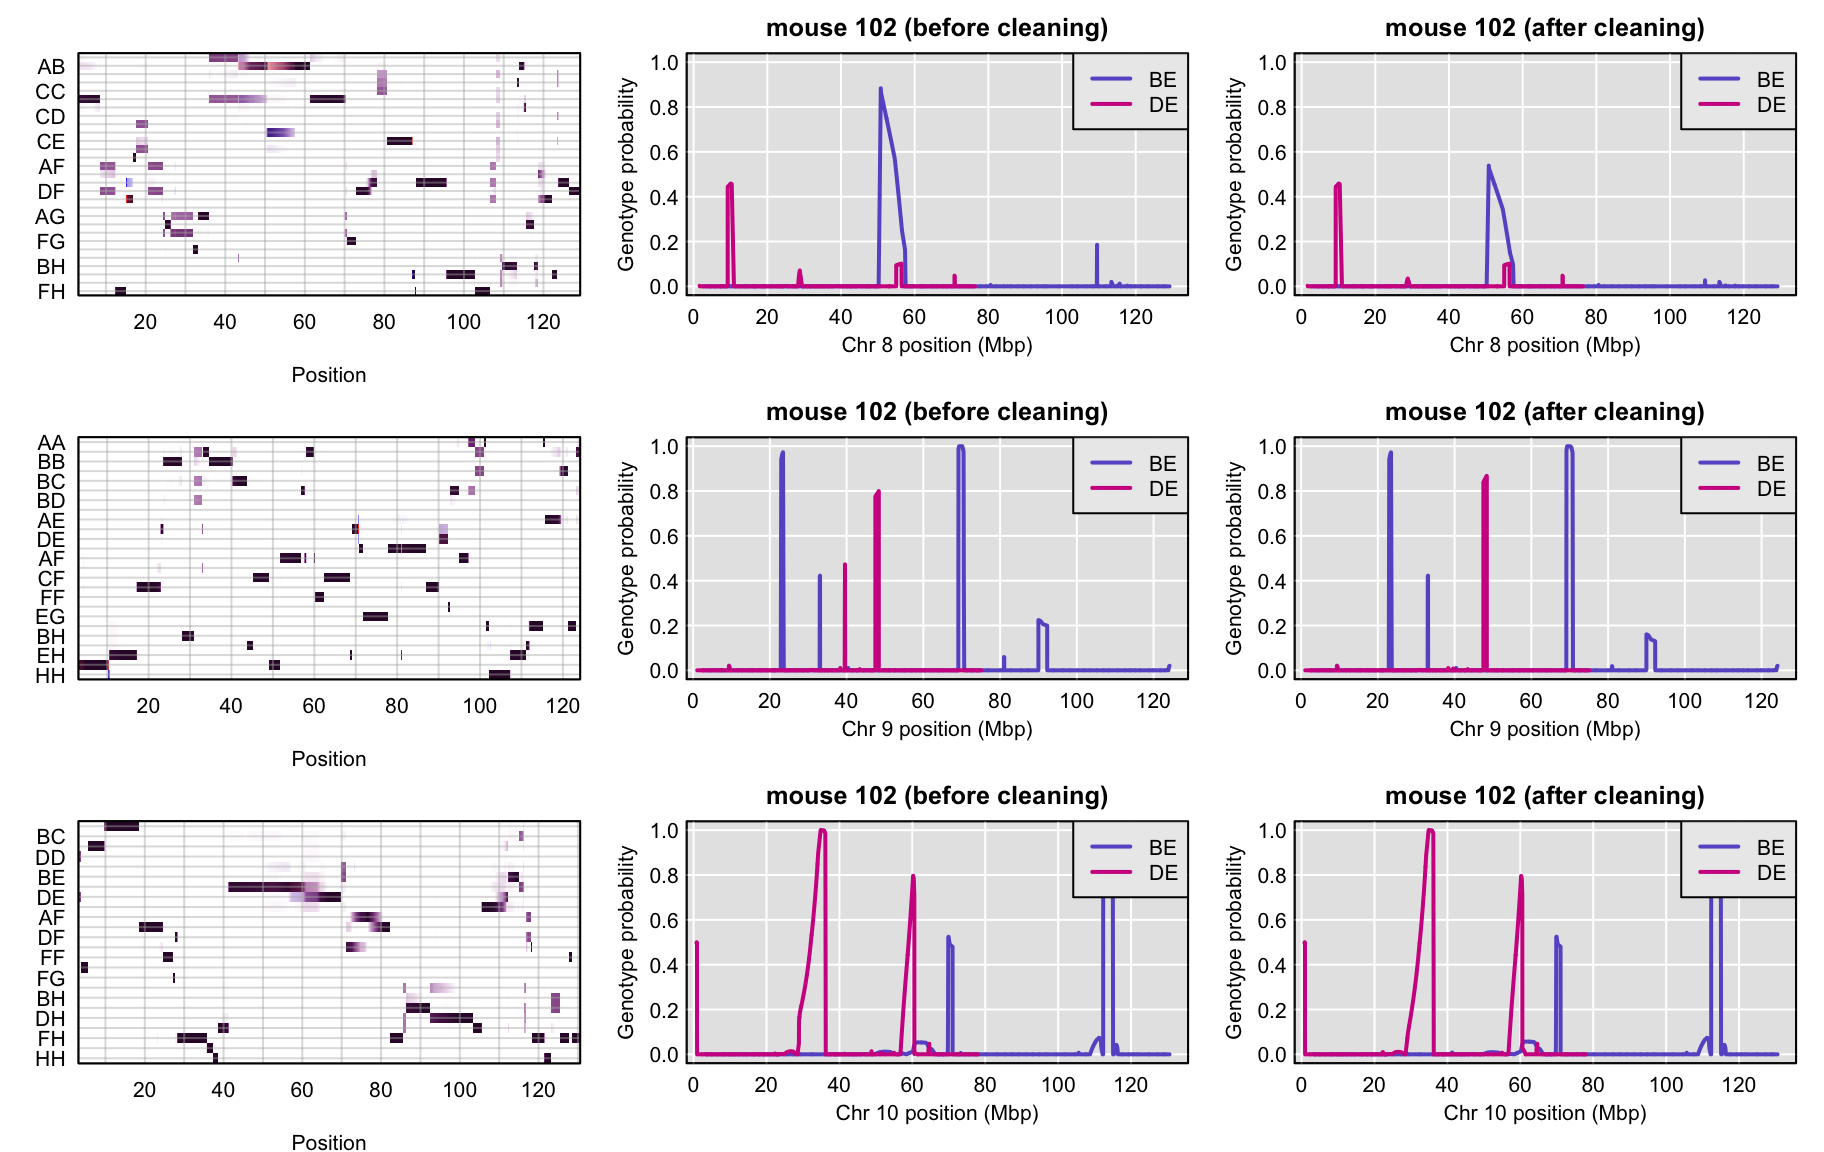 AB
CC
CD
CE
AF
DF
AG
FG
BH
FH
20 40 60 80 100 120
Position
mouse 102 (before cleaning)
Genotype probability
1.0
0.8
0.6
0.4
0.2
0.0
BE
DE
0 20 40 60 80 100 120
Chr 8 position (Mbp)
mouse 102 (after cleaning)
Genotype probability
1.0
0.8
0.6
0.4
0.2
0.0
BE
DE
0 20 40 60 80 100 120
Chr 8 position (Mbp)
AA
BB
BC
BD
AE
DE
AF
CF
FF
EG
BH
EH
HH
20 40 60 80 100 120
Position
mouse 102 (before cleaning)
Genotype probability
1.0
0.8
0.6
0.4
0.2
0.0
BE
DE
0 20 40 60 80 100 120
Chr 9 position (Mbp)
mouse 102 (after cleaning)
Genotype probability
1.0
0.8
0.6
0.4
0.2
0.0
BE
DE
0 20 40 60 80 100 120
Chr 9 position (Mbp)
BC
DD
BE
DE
AF
DF
FF
FG
BH
DH
FH
HH
20 40 60 80 100 120
Position
mouse 102 (before cleaning)
Genotype probability
1.0
0.8
0.6
0.4
0.2
0.0
BE
DE
0 20 40 60 80 100 120
Chr 10 position (Mbp)
mouse 102 (after cleaning)
Genotype probability
1.0
0.8
0.6
0.4
0.2
0.0
BE
DE
0 20 40 60 80 100 120
Chr 10 position (Mbp)